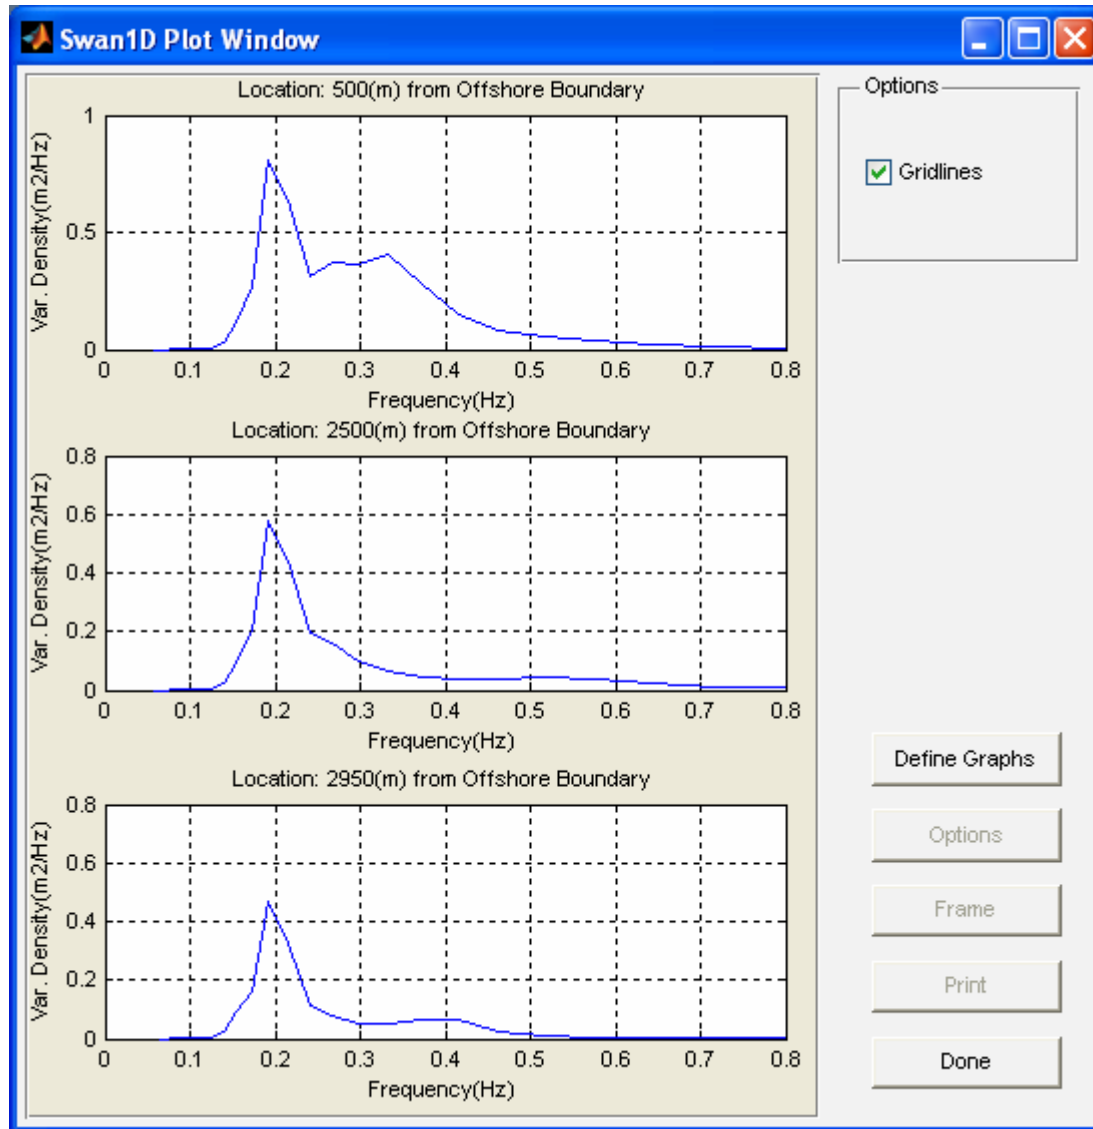 Swan1D Plot Window
Location: 500(m) from Offshore Boundary
Var. Density(m2/Hz)
1
0.5
0
0 0.1 0.2 0.3 0.4 0.5 0.6 0.7 0.8
Frequency(Hz)
Location: 2500(m) from Offshore Boundary
Var. Density(m2/Hz)
0.8
0.6
0.4
0.2
0
0 0.1 0.2 0.3 0.4 0.5 0.6 0.7 0.8
Frequency(Hz)
Location: 2950(m) from Offshore Boundary
Var. Density(m2/Hz)
0.8
0.6
0.4
0.2
0
0 0.1 0.2 0.3 0.4 0.5 0.6 0.7 0.8
Frequency(Hz)
Options
Gridlines
Define Graphs
Options
Frame
Print
Done